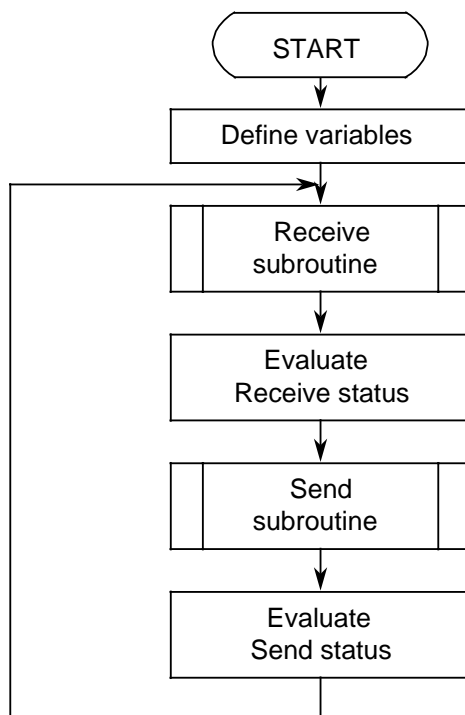 START
Define variables
Receive
subroutine
Evaluate
Receive status
Send
subroutine
Evaluate
Send status